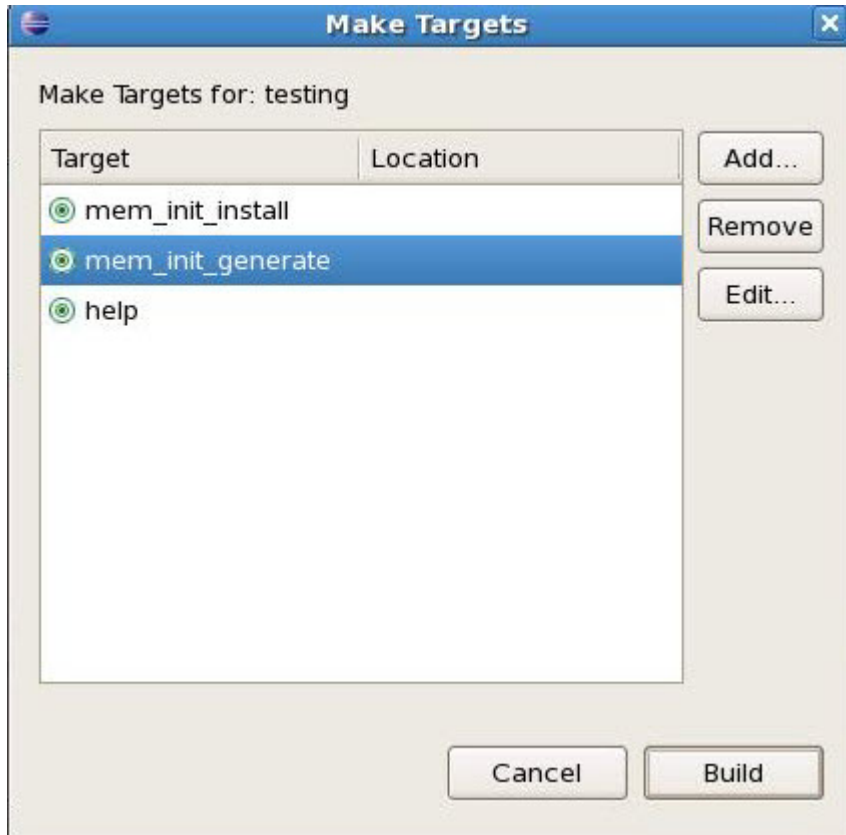 Make Targets
Make Targets for: testing
Target Location
Add...
mem_init_install
Remove
mem_init_generate
Edit...
help
Cancel Build